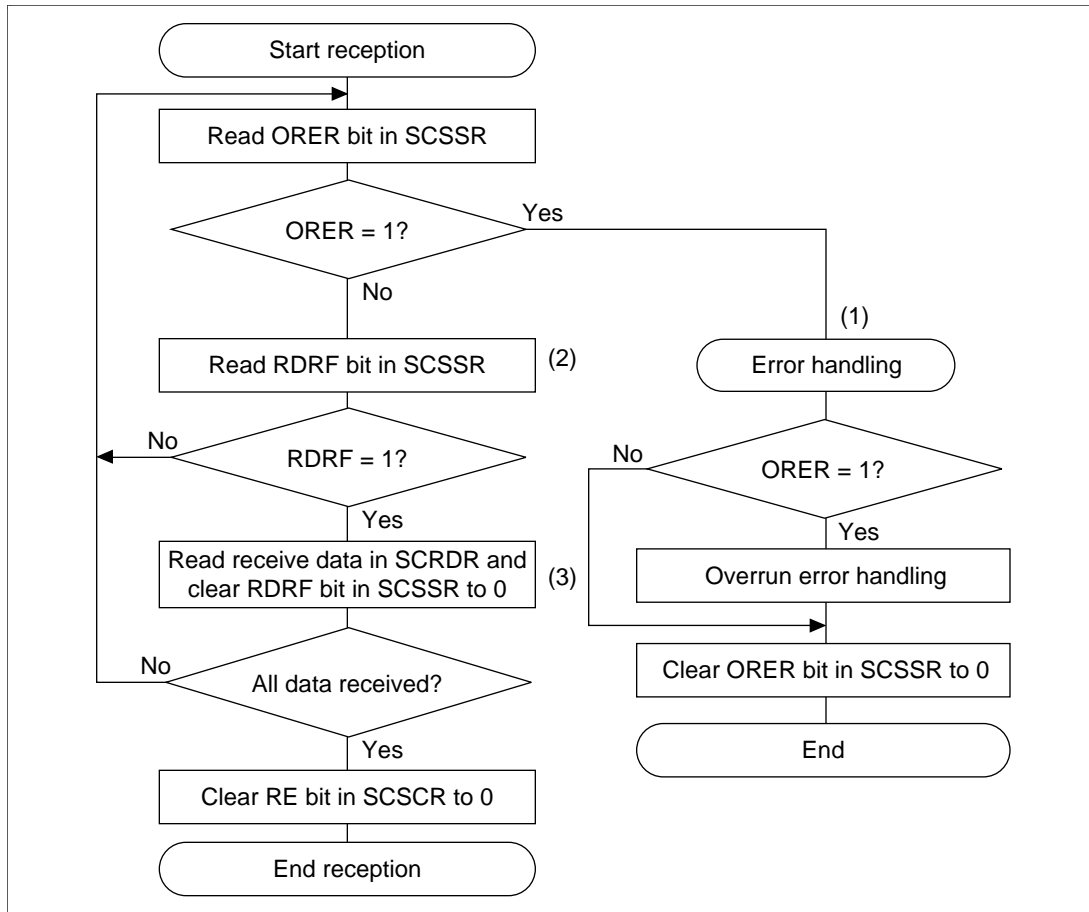 Start reception
Read ORER bit in SCSSR
ORER = 1?
Yes
No
Read RDRF bit in SCSSR
(2)
RDRF = 1?
No
Yes
Read receive data in SCRDR and
clear RDRF bit in SCSSR to 0
(3)
All data received?
No
Yes
Clear RE bit in SCSCR to 0
End reception
(1)
Error handling
ORER = 1?
No
Yes
Overrun error handling
Clear ORER bit in SCSSR to 0
End